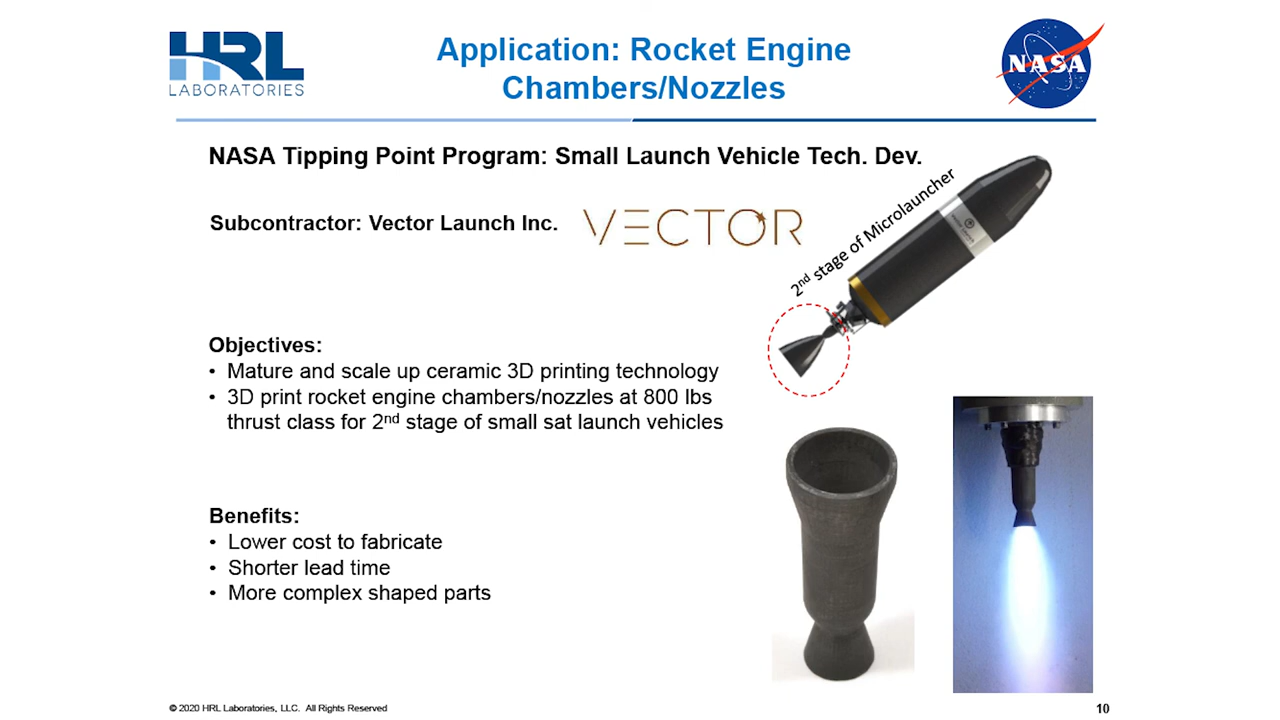 HRL
LABORATORIES
Application: Rocket Engine
Chambers/Nozzles
NASA
NASA Tipping Point Program: Small Launch Vehicle Tech. Dev.
Subcontractor: Vector Launch Inc.
VECTOR
2nd stage of Microlauncher
Objectives:
• Mature and scale up ceramic 3D printing technology
• 3D print rocket engine chambers/nozzles at 800 lbs
thrust class for 2nd stage of small sat launch vehicles
Benefits:
• Lower cost to fabricate
• Shorter lead time
• More complex shaped parts
© 2020 HRL Laboratories, LLC. All Rights Reserved
10